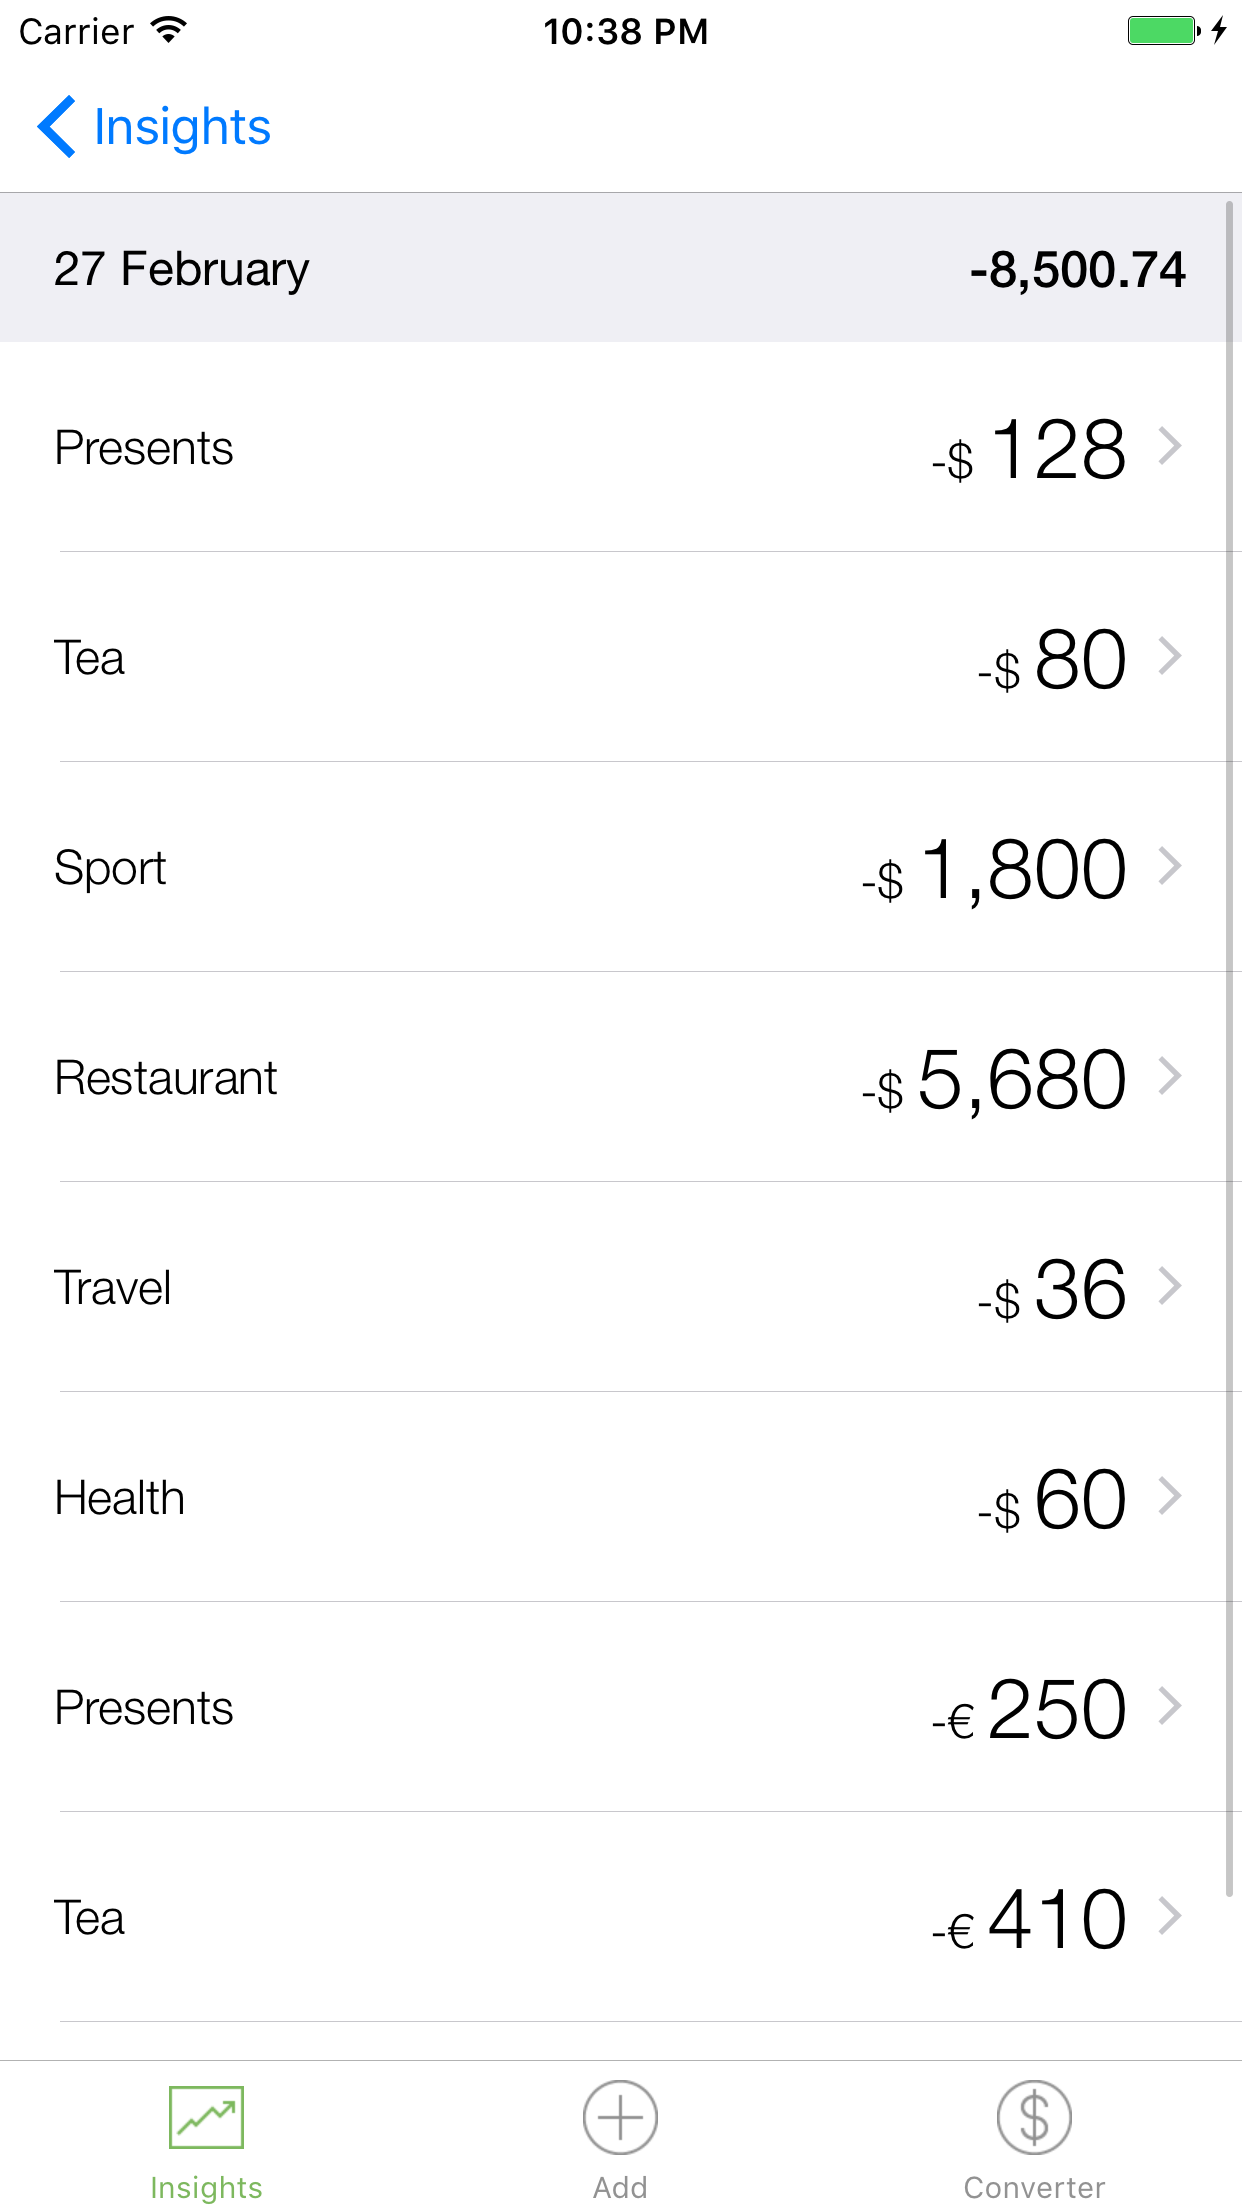 Carrier 10:38 PM
Insights
27 February -8,500.74
Presents -$ 128
Tea -$ 80
Sport -$ 1,800
Restaurant -$ 5,680
Travel -$ 36
Health -$ 60
Presents -€ 250
Tea -€ 410
Insights Add Converter